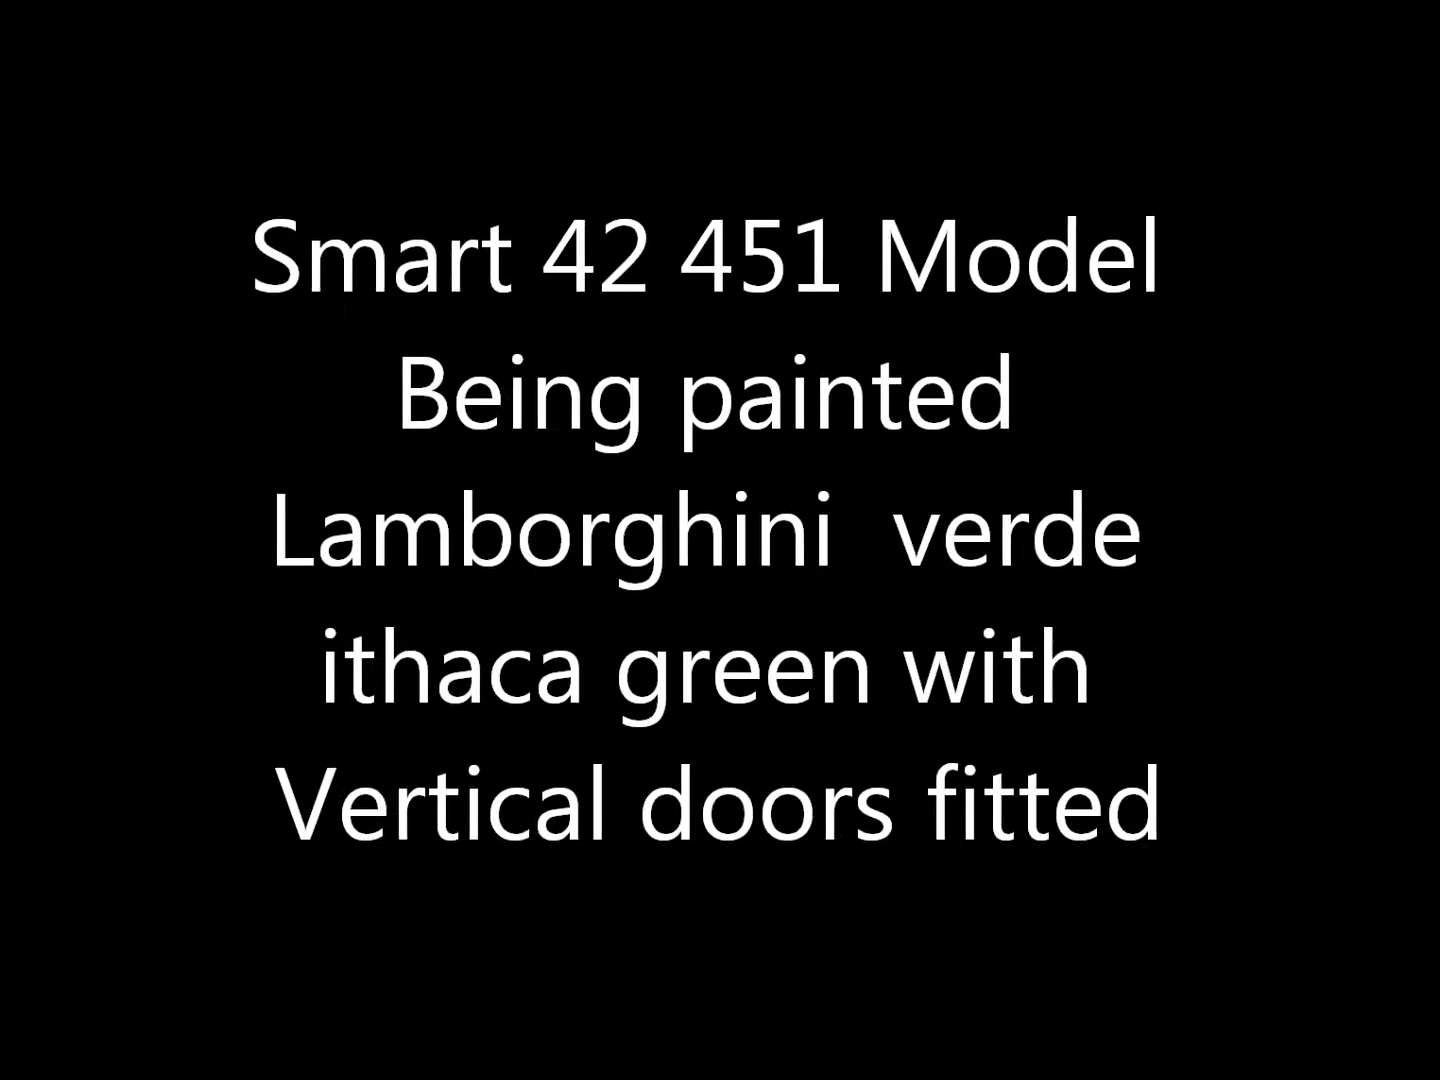 Smart 42 451 Model
Being painted
Lamborghini  verde
ithaca green with
Vertical doors fitted